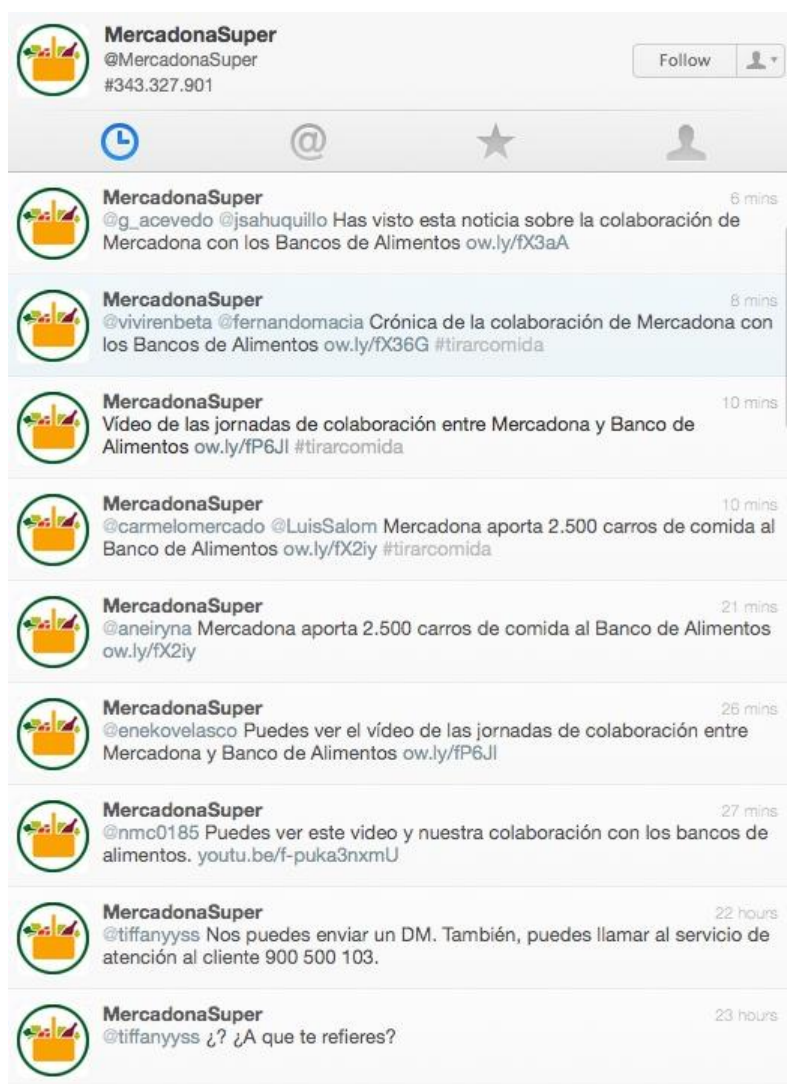 MercadonaSuper
@MercadonaSuper
#343.327.901
Follow
MercadonaSuper 6 mins
@g_acevedo @jsahuquillo Has visto esta noticia sobre la colaboración de
Mercadona con los Bancos de Alimentos ow.ly/fX3aA
MercadonaSuper 8 mins
@vivirenbeta @fernandomacia Crónica de la colaboración de Mercadona con
los Bancos de Alimentos ow.ly/fX36G #tirarcomida
MercadonaSuper 10 mins
Vídeo de las jornadas de colaboración entre Mercadona y Banco de
Alimentos ow.ly/fP6Jl #tirarcomida
MercadonaSuper 10 mins
@carmelomercado @LuisSalom Mercadona aporta 2.500 carros de comida al
Banco de Alimentos ow.ly/fX2iy #tirarcomida
MercadonaSuper 21 mins
@aneiryna Mercadona aporta 2.500 carros de comida al Banco de Alimentos
ow.ly/fX2iy
MercadonaSuper 26 mins
@enekovelasco Puedes ver el vídeo de las jornadas de colaboración entre
Mercadona y Banco de Alimentos ow.ly/fP6Jl
MercadonaSuper 27 mins
@nmc0185 Puedes ver este video y nuestra colaboración con los bancos de
alimentos. youtu.be/f-puka3nxmU
MercadonaSuper 22 hours
@tiffanyyss Nos puedes enviar un DM. También, puedes llamar al servicio de
atención al cliente 900 500 103.
MercadonaSuper 23 hours
@tiffanyyss ¿? ¿A que te refieres?